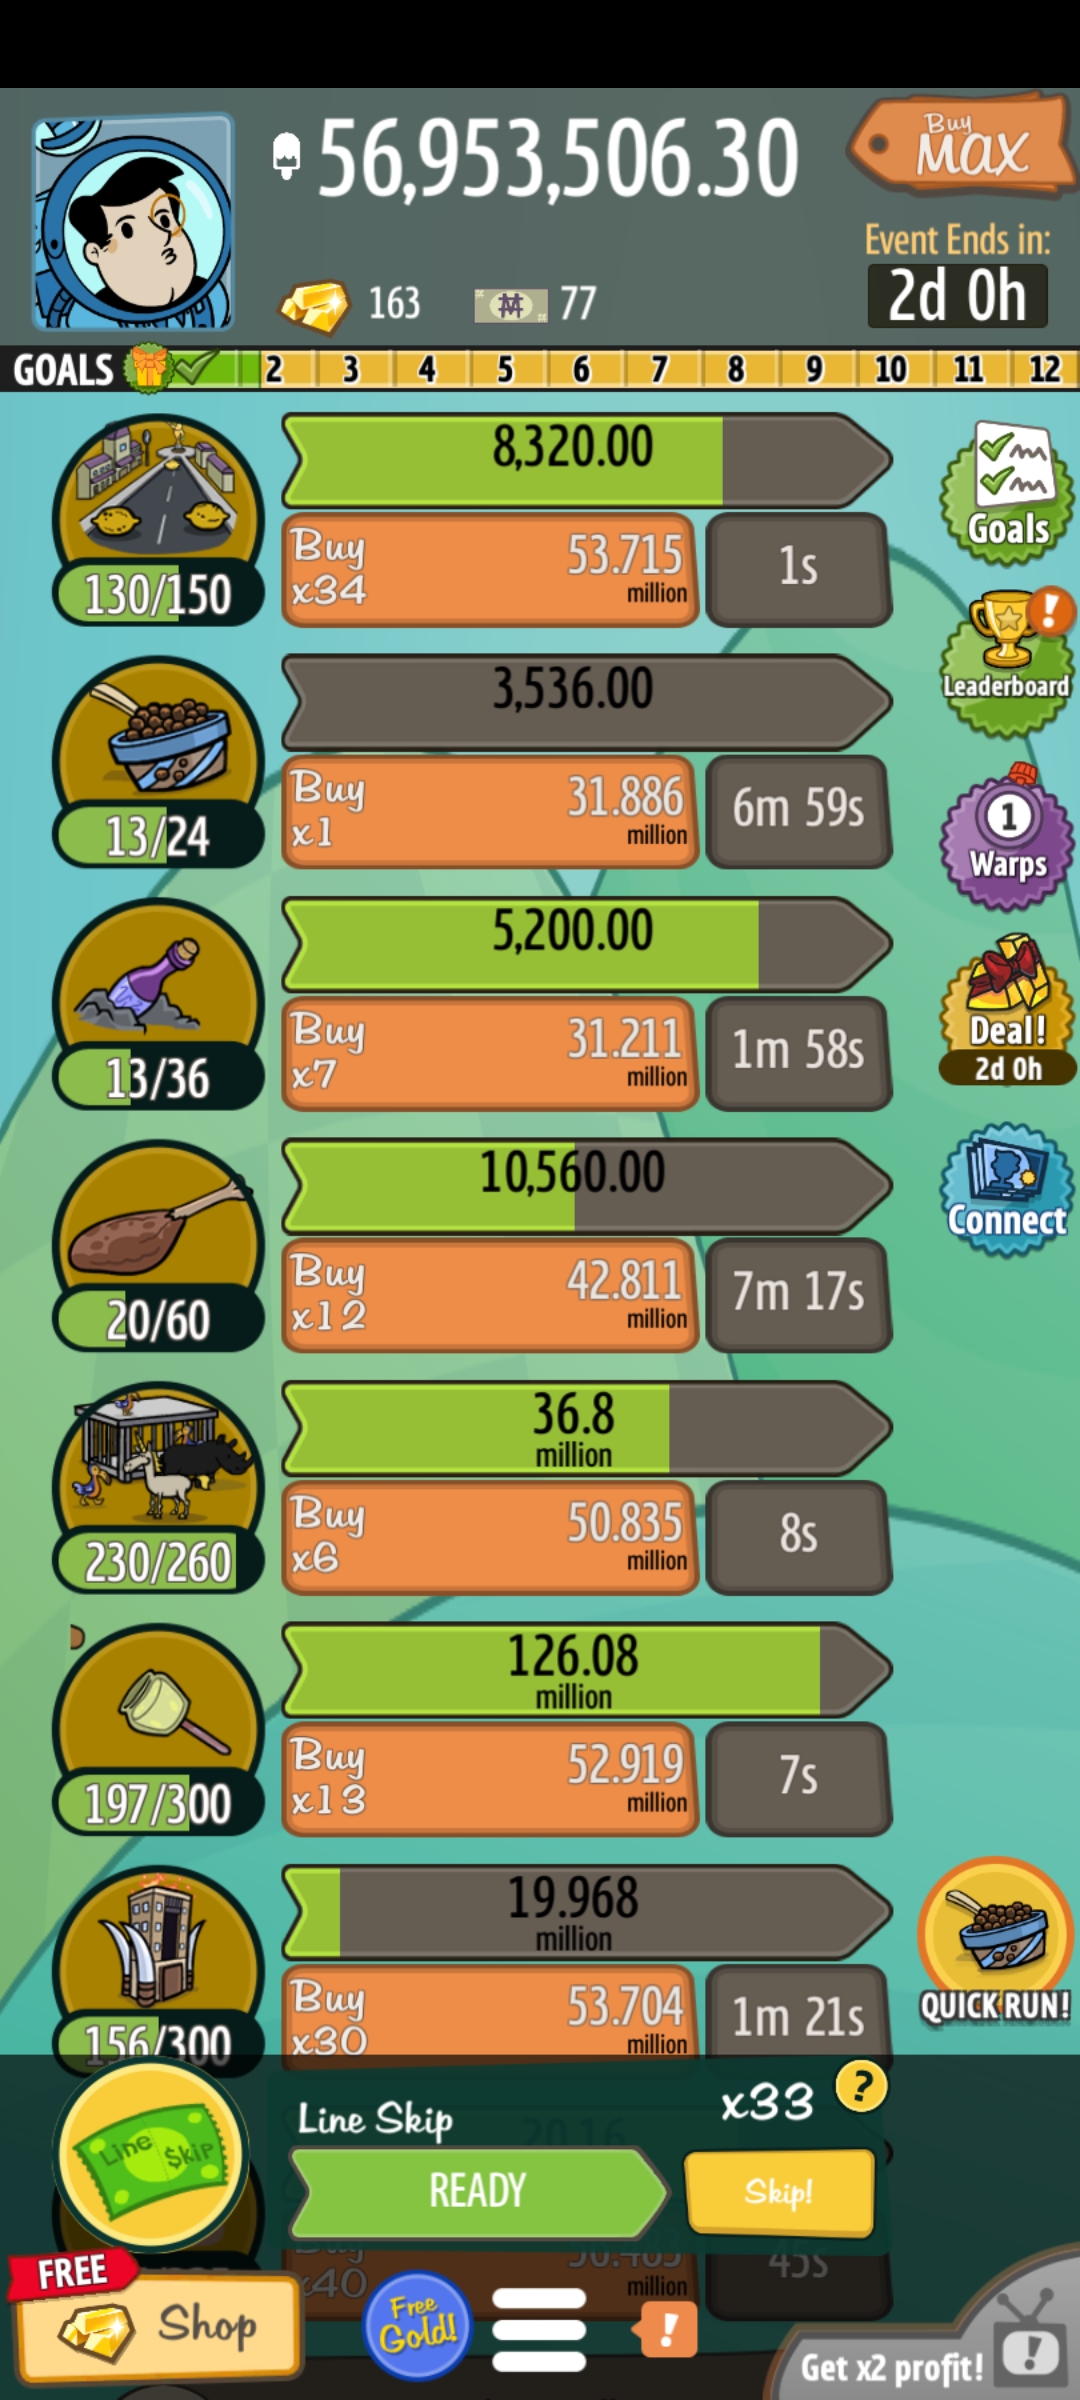 56,953,506.30
Buy
MAX
Event Ends in:
163
77
2d 0h
GOALS 2 3 4 5 6 7 8 9 10 11 12
8,320.00
Buy
x34
53.715
million
1s
130/150
Goals
3,536.00
Buy
x1
31.886
million
6m 59s
13/24
Leaderboard
5,200.00
Buy
x7
31.211
million
1m 58s
13/36
1
Warps
Deal!
2d 0h
10,560.00
Buy
x12
42.811
million
7m 17s
20/60
Connect
36.8
million
Buy
x6
50.835
million
8s
230/260
126.08
million
Buy
x13
52.919
million
7s
197/300
19.968
million
Buy
x30
53.704
million
1m 21s
156/300
QUICK RUN!
Line Skip
Line Skip
x33
?
20.16
READY
Skip!
Buy
x40
million
45s
FREE
Shop
Free
Gold!
!
Get x2 profit!